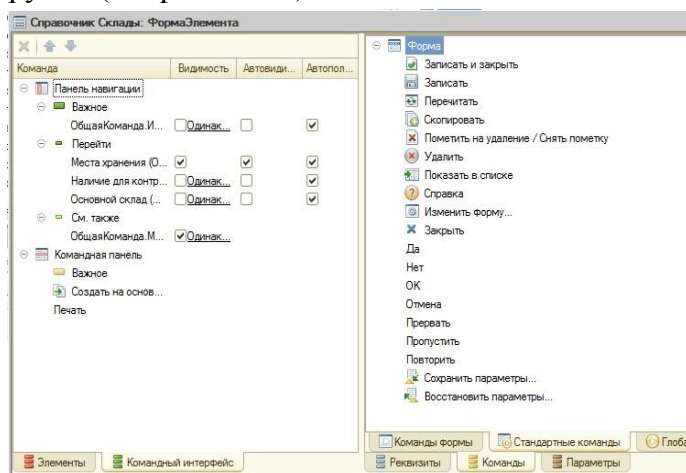 Справочник Склады: ФормаЭлемента
Команда Видимость Автовиди... Автопол...
Панель навигации
Важное
ОбщаяКоманда.И... Одинак...
Перейти
Места хранения (О...
Наличие для контр... Одинак...
Основной склад (... Одинак...
См. также
ОбщаяКоманда.М... Одинак...
Командная панель
Важное
Создать на основ...
Печать
Элементы Командный интерфейс
Форма
Записать и закрыть
Записать
Перечитать
Скопировать
Пометить на удаление / Снять пометку
Удалить
Показать в списке
Справка
Изменить форму...
Закрыть
Да
Нет
ОК
Отмена
Прервать
Пропустить
Повторить
Сохранить параметры...
Восстановить параметры...
Команды формы Стандартные команды Глоба
Реквизиты Команды Параметры